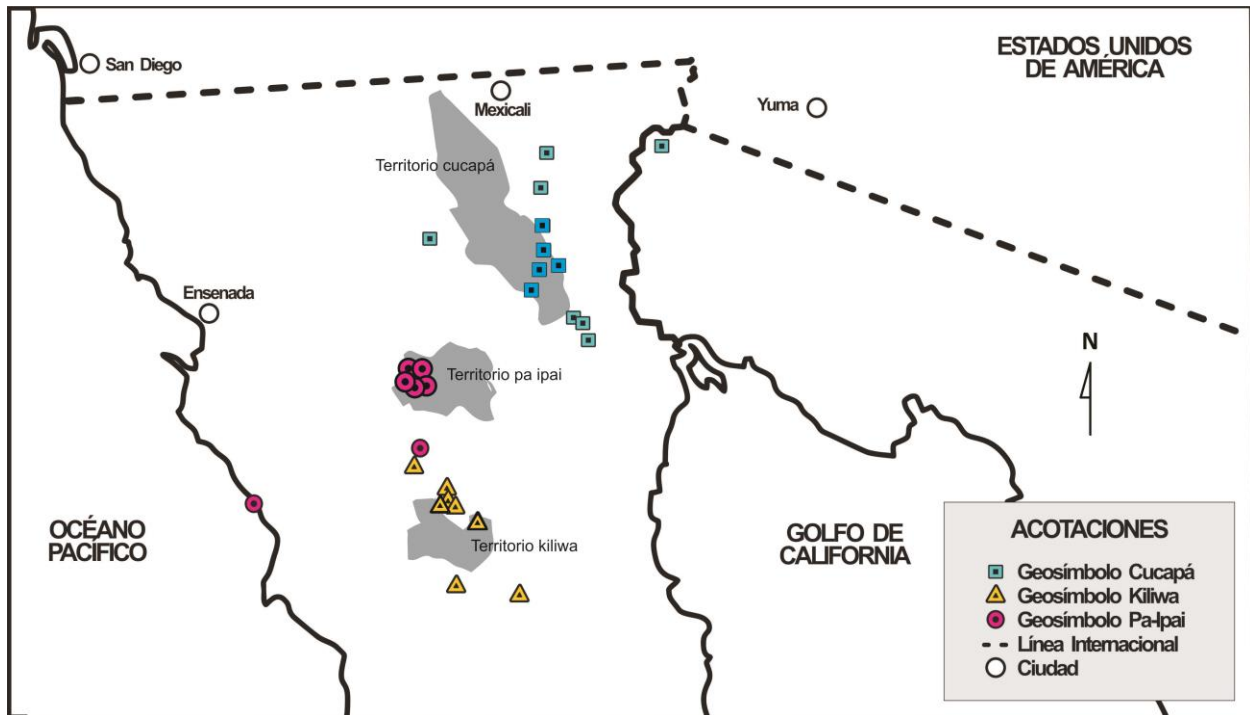 ESTADOS UNIDOS
DE AMÉRICA
San Diego
Mexicali
Yuma
Territorio cucapá
Ensenada
Territorio pa ipai
N
OCÉANO
PACÍFICO
Territorio kiliwa
GOLFO DE
CALIFORNIA
ACOTACIONES
Geosímbolo Cucapá
Geosímbolo Kiliwa
Geosímbolo Pa-Ipai
Línea Internacional
Ciudad